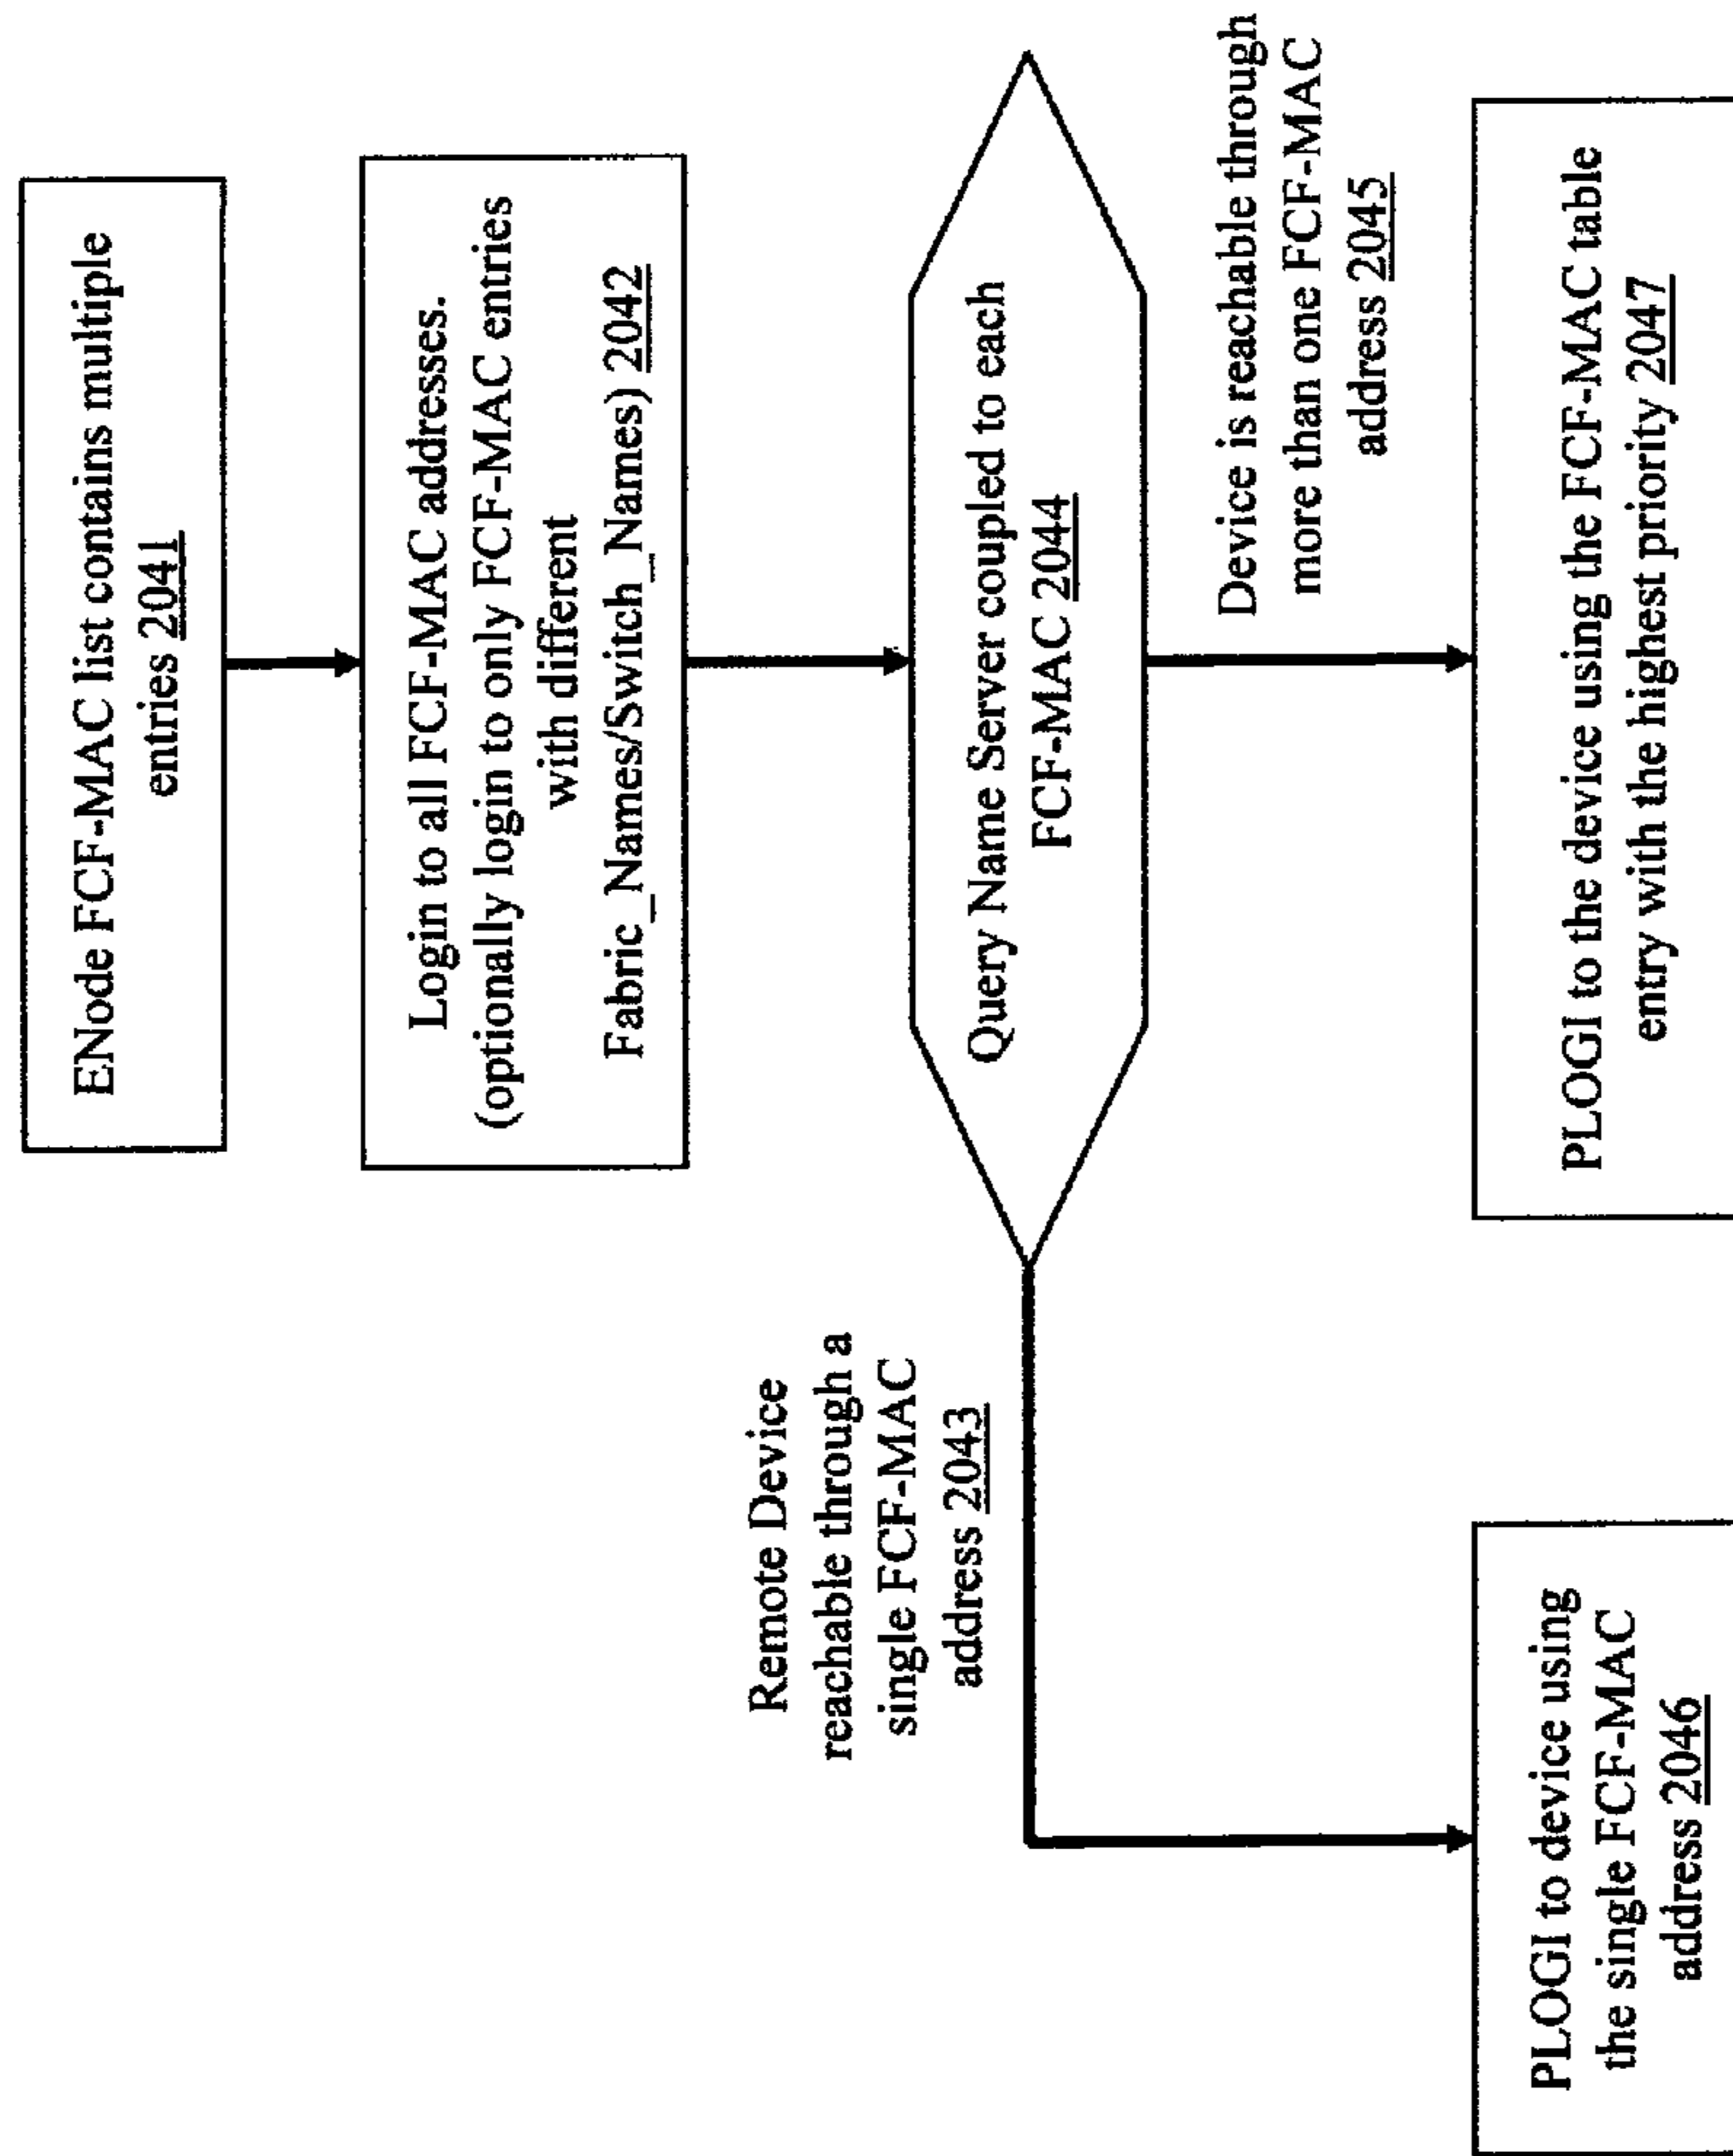 ENode FCF-MAC list contains multiple
entries 2041
Login to all FCF-MAC addresses.
(optionally login to only FCF-MAC entries
with different
Fabric_Names/Switch_Names) 2042
Query Name Server coupled to each
FCF-MAC 2044
Remote Device
reachable through a
single FCF-MAC
address 2043
Device is reachable through
more than one FCF-MAC
address 2045
PLOGI to device using
the single FCF-MAC
address 2046
PLOGI to the device using the FCF-MAC table
entry with the highest priority 2047